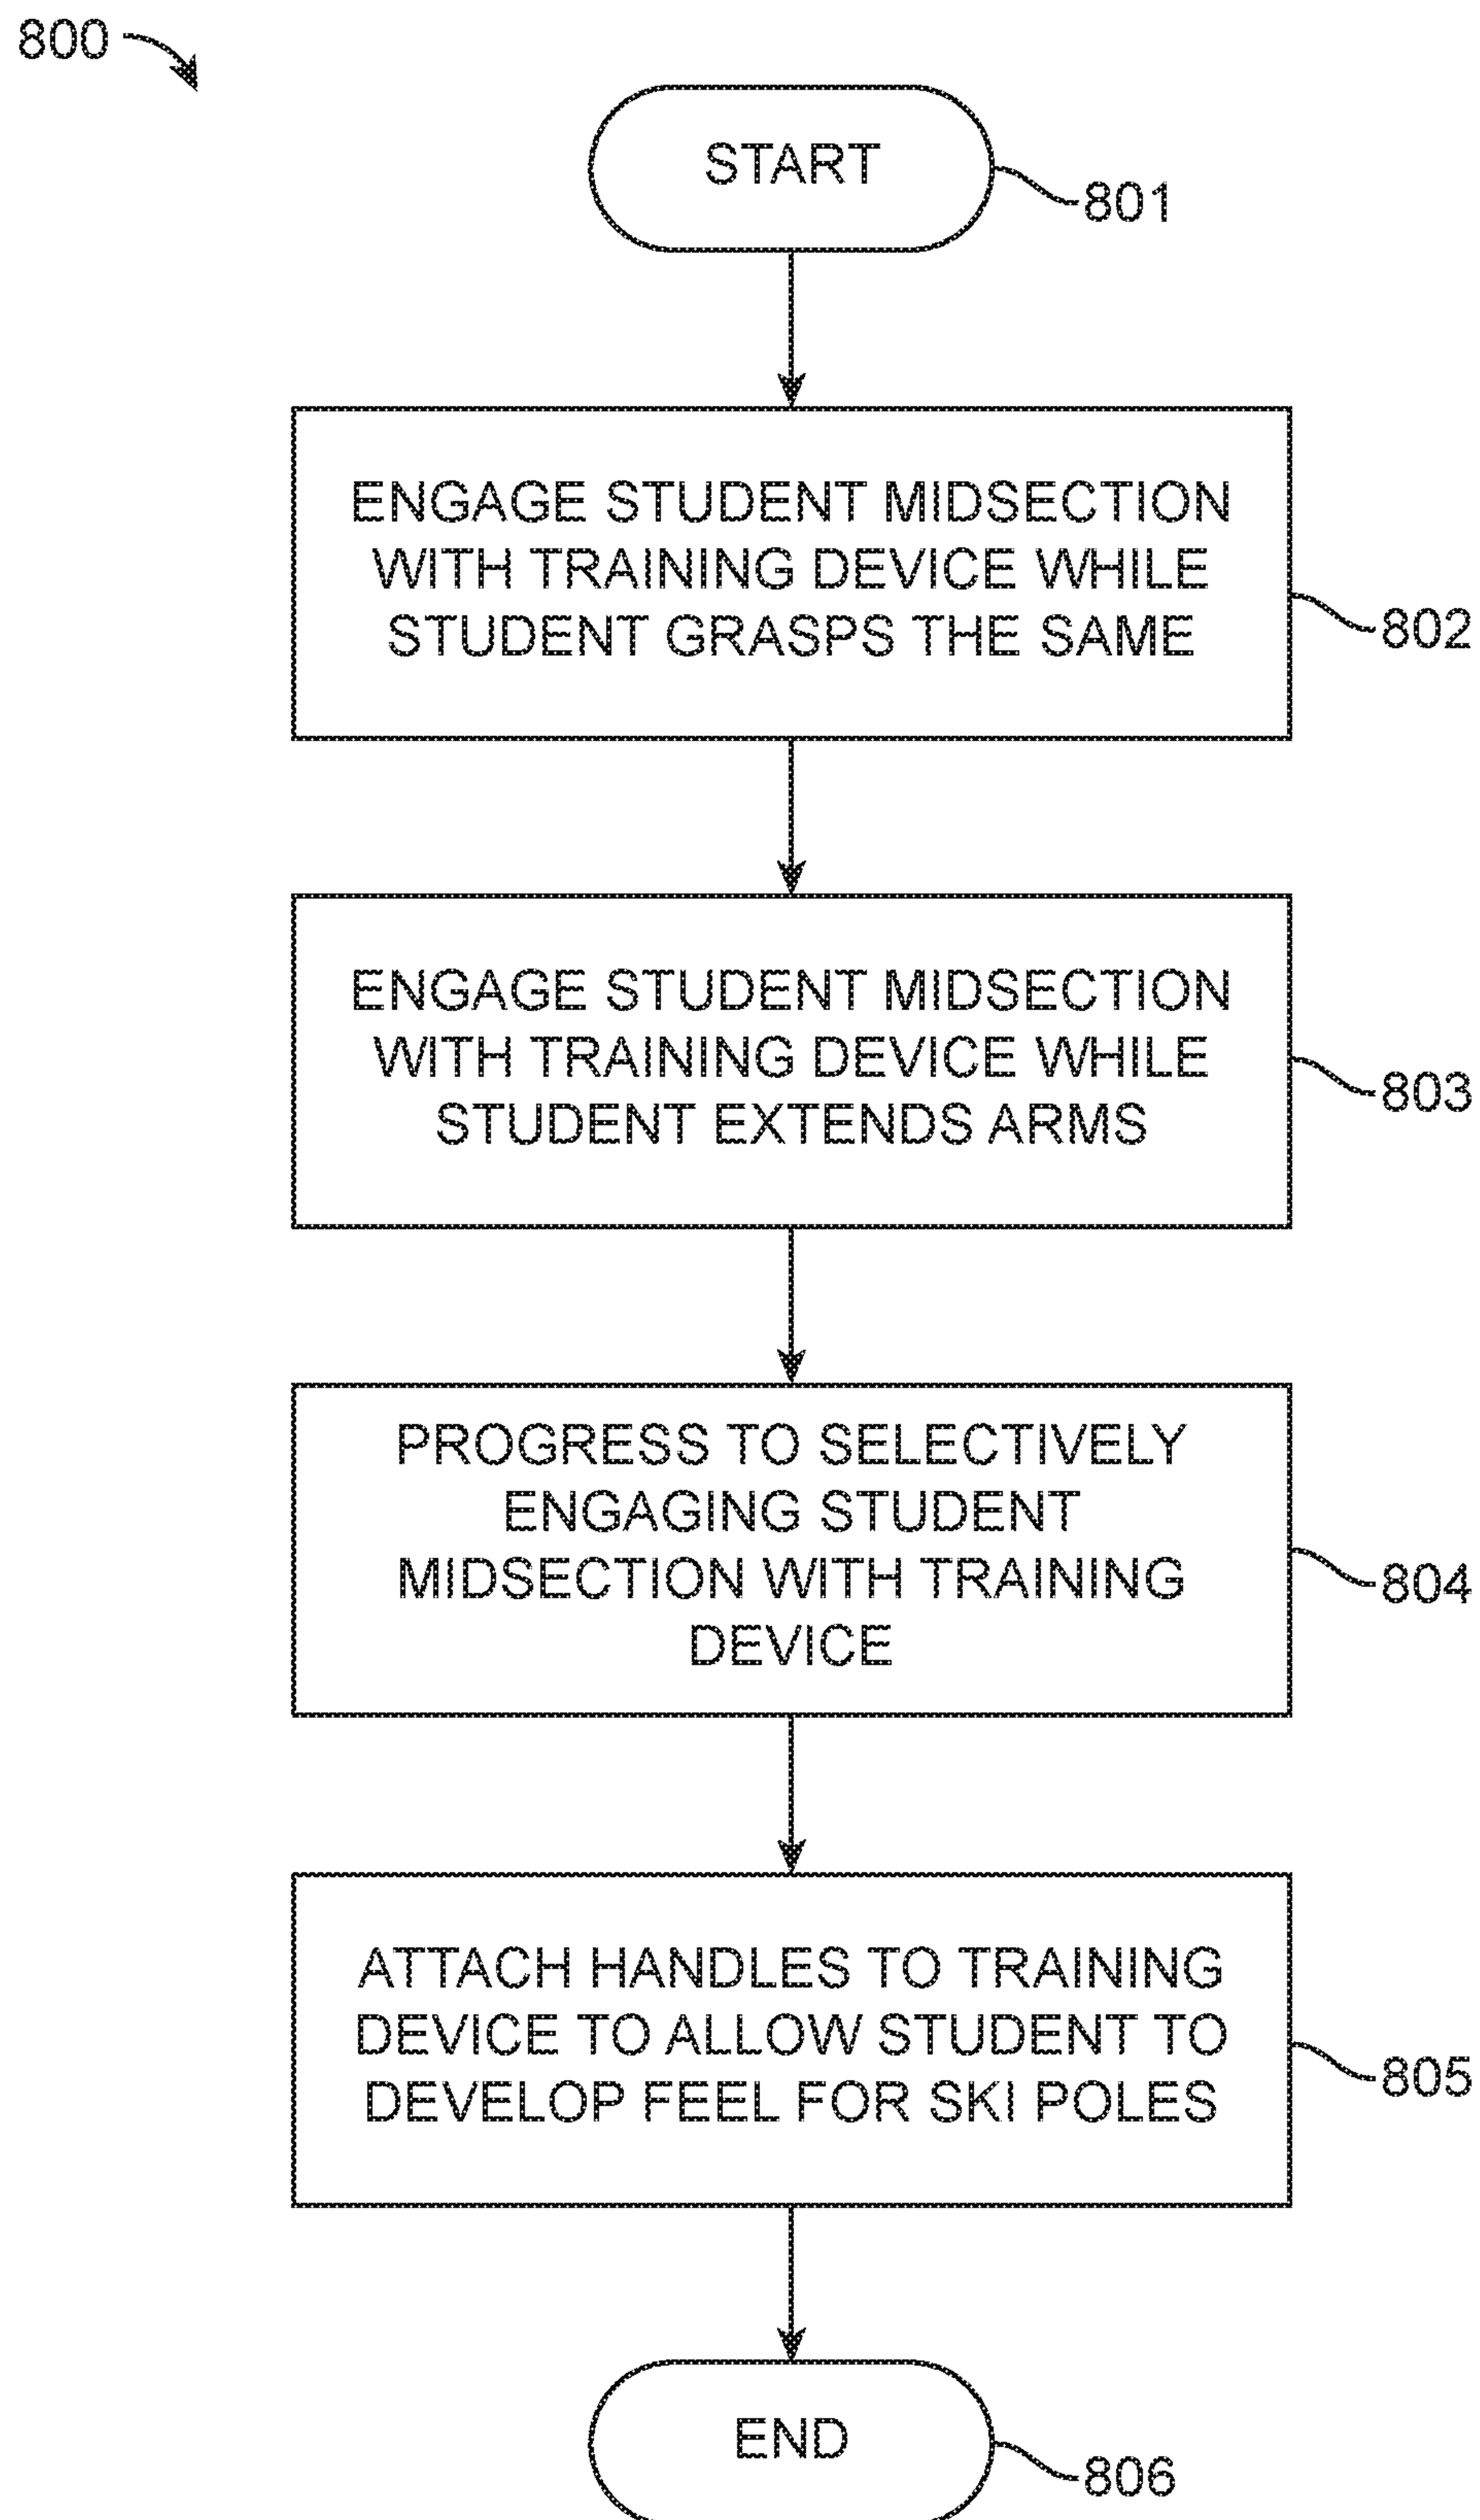 800
START
801
ENGAGE STUDENT MIDSECTION
WITH TRAINING DEVICE WHILE
STUDENT GRASPS THE SAME
802
ENGAGE STUDENT MIDSECTION
WITH TRAINING DEVICE WHILE
STUDENT EXTENDS ARMS
803
PROGRESS TO SELECTIVELY
ENGAGING STUDENT
MIDSECTION WITH TRAINING
DEVICE
804
ATTACH HANDLES TO TRAINING
DEVICE TO ALLOW STUDENT TO
DEVELOP FEEL FOR SKI POLES
805
END
806